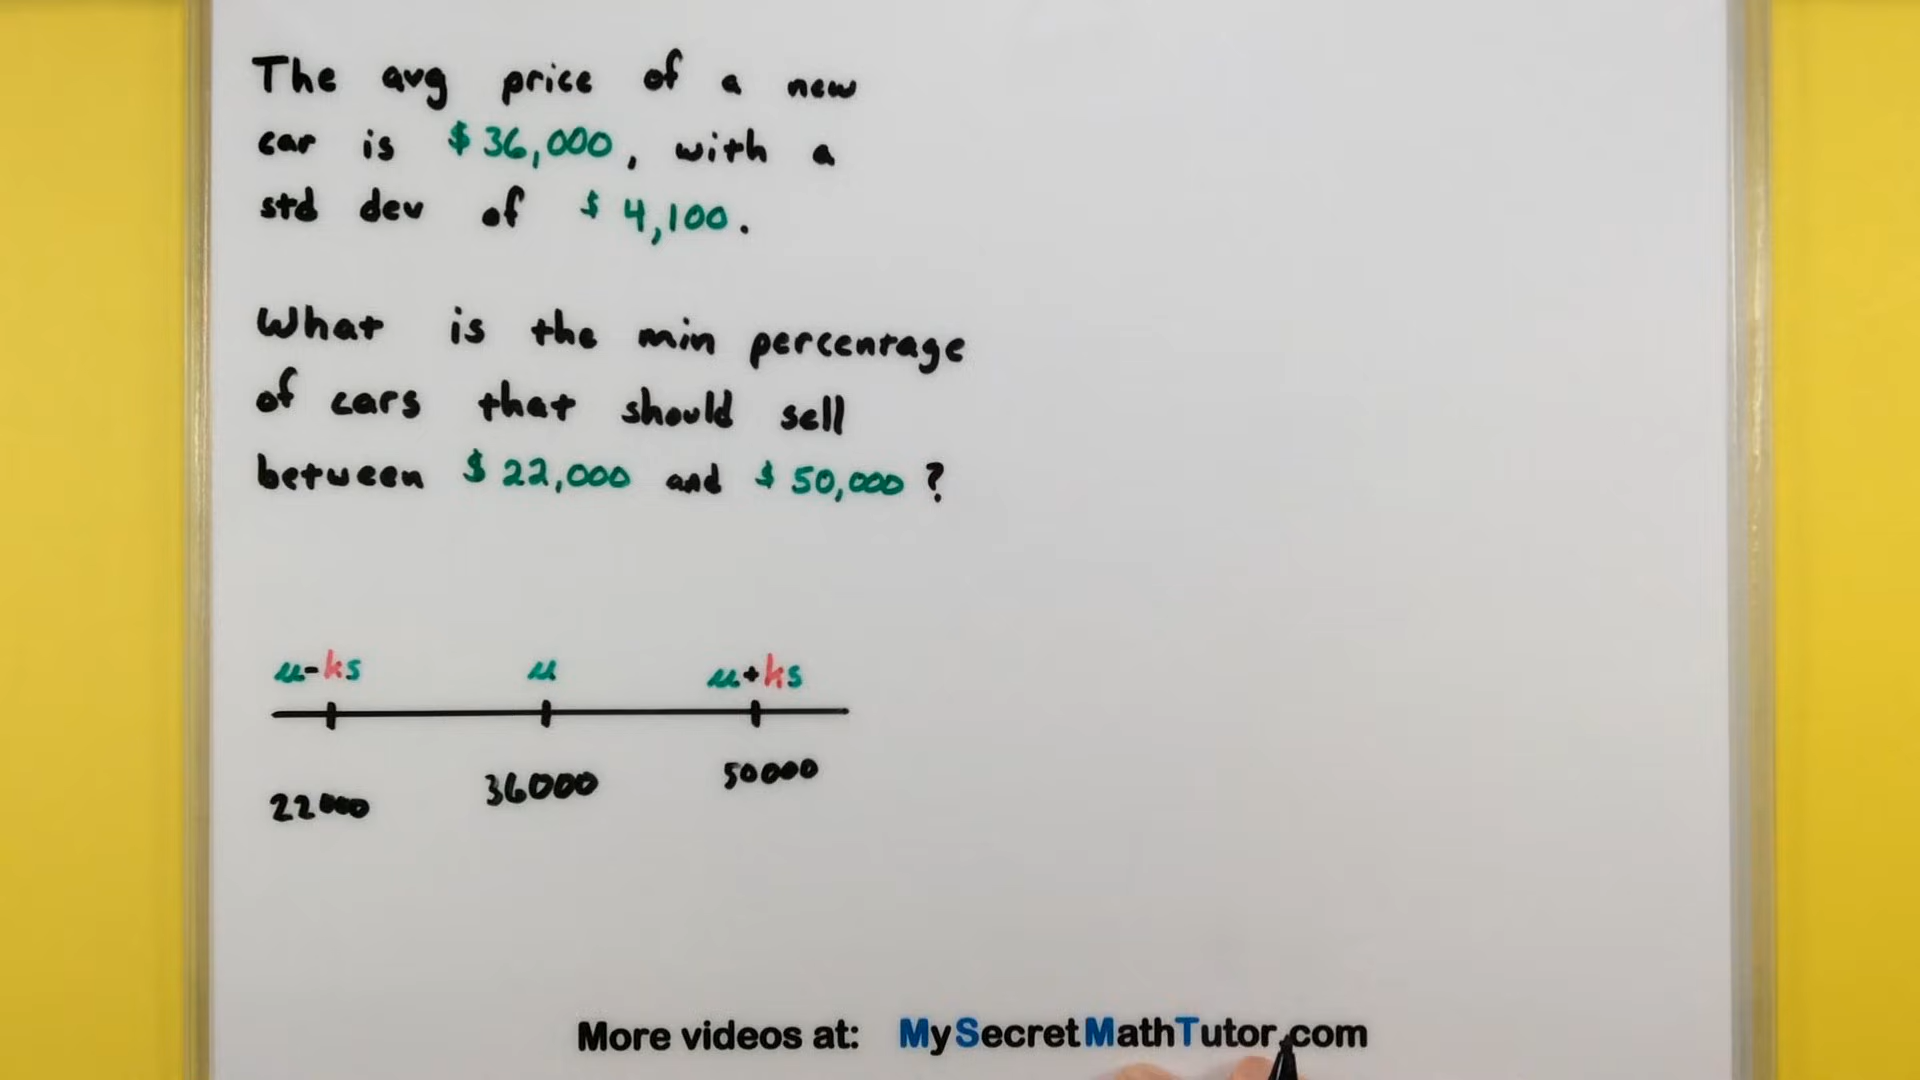 The avg price of a new
car is $36,000, with a
std dev of $4,100.
What is the min percentage
of cars that should sell
between $22,000 and $50,000?
μ-ks μ μ+ks
22000 36000 50000
More videos at: MySecretMathTutor.com